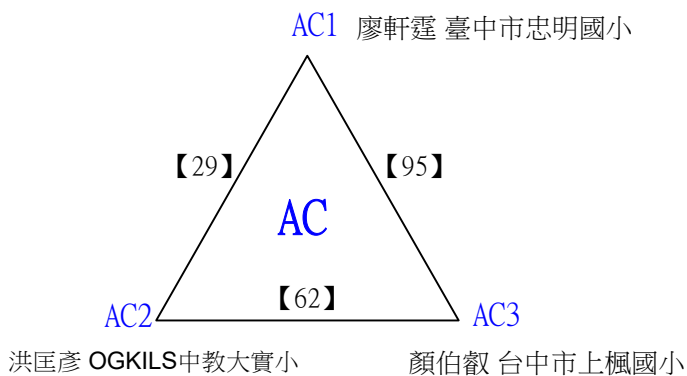 AC1 廖軒霆 臺中市忠明國小
【29】 【95】
AC
【62】
AC2 AC3
洪匡彥 OGKILS中教大實小 顏伯叡 台中市上楓國小